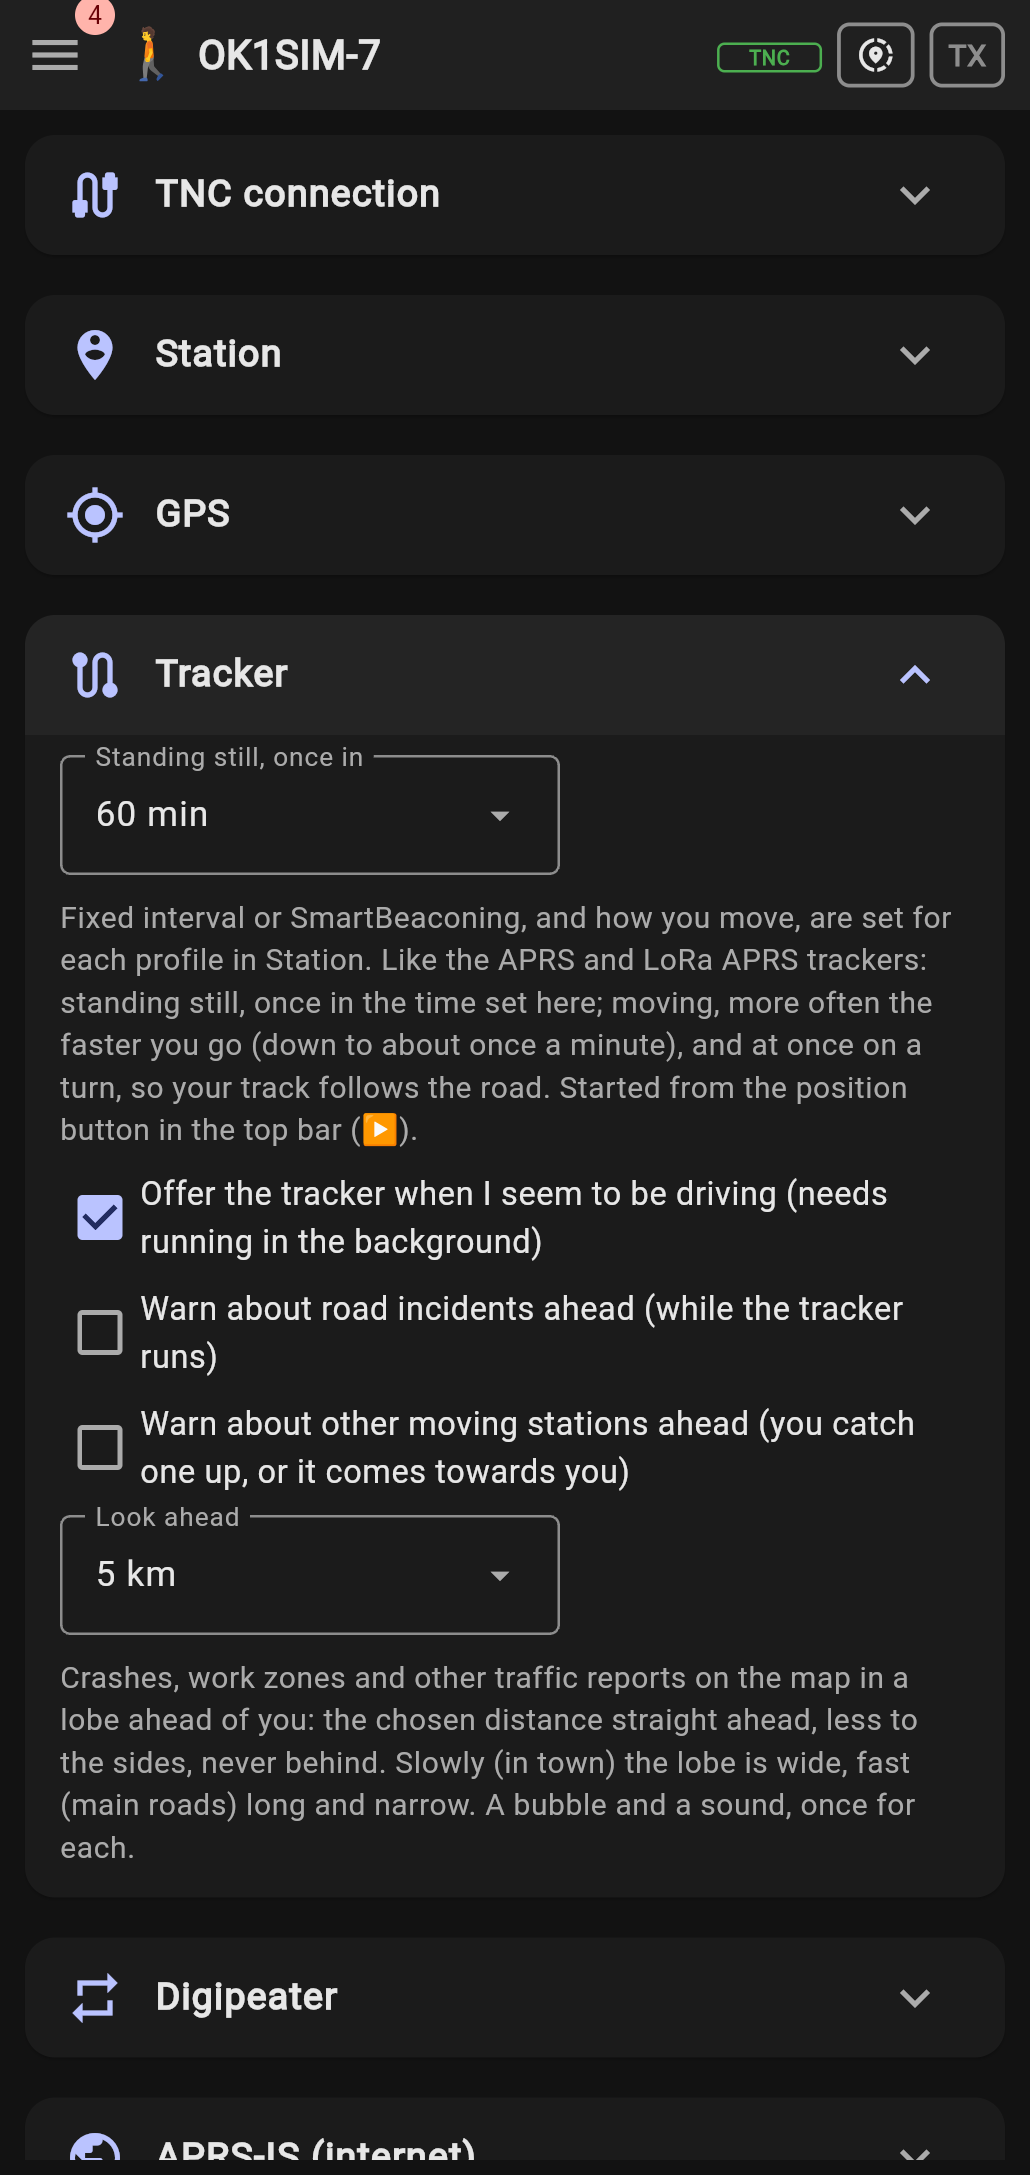 4
OK1SIM-7
TNC
TX
TNC connection
Station
GPS
Tracker
Standing still, once in
60 min
Fixed interval or SmartBeaconing, and how you move, are set for
each profile in Station. Like the APRS and LoRa APRS trackers:
standing still, once in the time set here; moving, more often the
faster you go (down to about once a minute), and at once on a
turn, so your track follows the road. Started from the position
button in the top bar (▶️).
Offer the tracker when I seem to be driving (needs
running in the background)
Warn about road incidents ahead (while the tracker
runs)
Warn about other moving stations ahead (you catch
one up, or it comes towards you)
Look ahead
5 km
Crashes, work zones and other traffic reports on the map in a
lobe ahead of you: the chosen distance straight ahead, less to
the sides, never behind. Slowly (in town) the lobe is wide, fast
(main roads) long and narrow. A bubble and a sound, once for
each.
Digipeater
APRS-IS (internet)